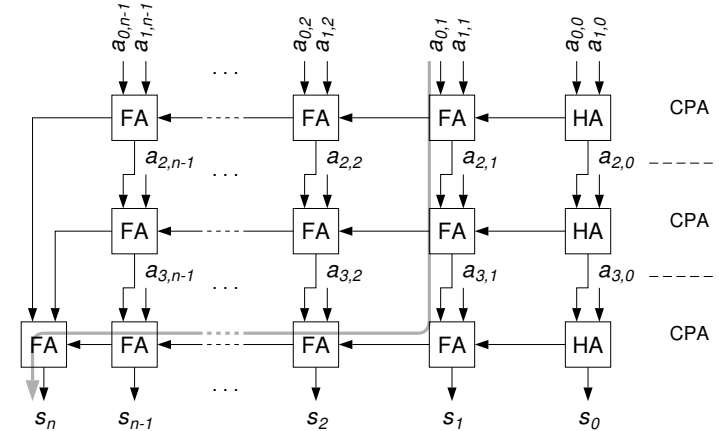 a0,n-1 a1,n-1 . . . a0,2 a1,2 a0,1 a1,1 a0,0 a1,0
FA FA FA HA CPA
a2,n-1 . . . a2,2 a2,1 a2,0
FA FA FA HA CPA
a3,n-1 . . . a3,2 a3,1 a3,0
FA FA FA FA HA CPA
. . .
sn sn-1 s2 s1 s0